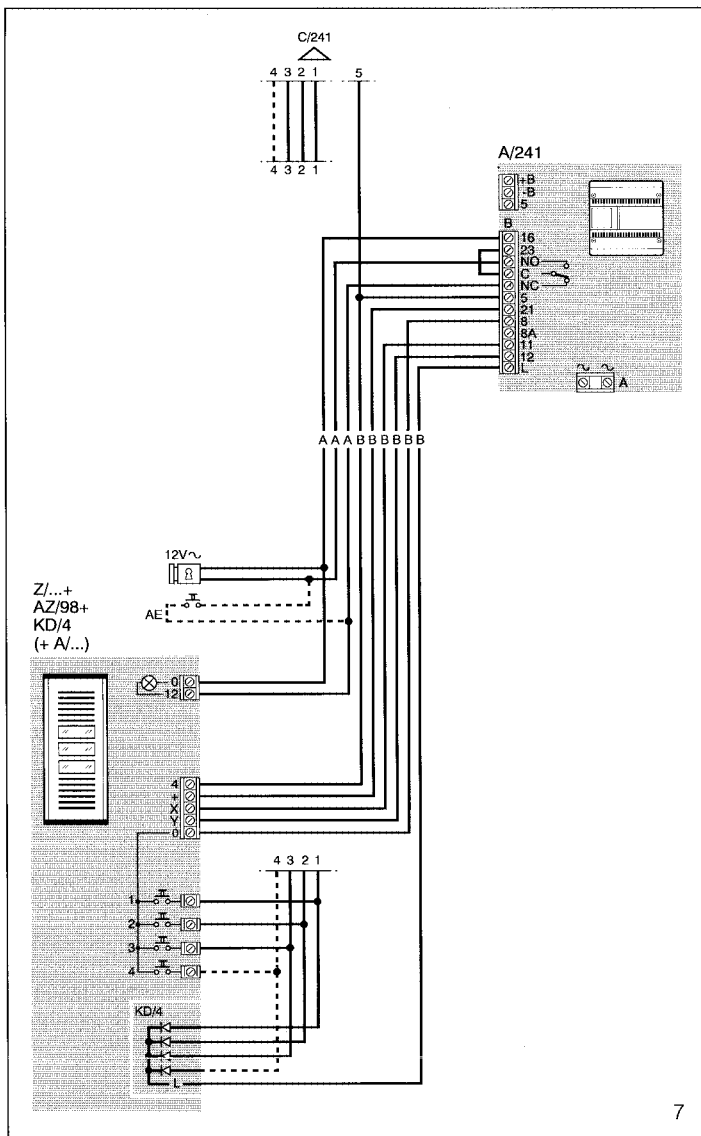 C/241
4 3 2 1 5
4 3 2 1
A/241
+B
-B
5
B
16
23
NO
C
NC
5
21
8
8A
11
12
L
∼ ∼
A
A A A B B B B B B
12V∼
AE
Z/...+
AZ/98+
KD/4
(+ A/...)
0
12
4
+
X
Y
0
4 3 2 1
1
2
3
4
KD/4
L
7